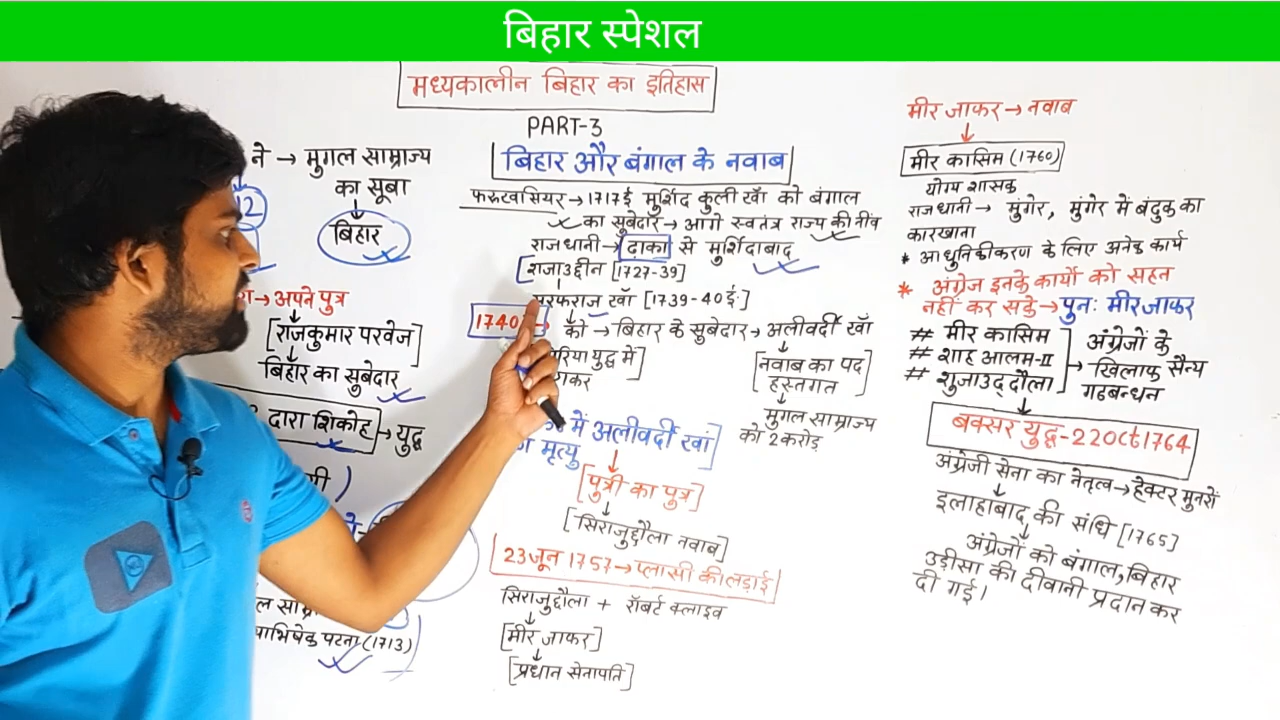 बिहार स्पेशल
मध्यकालीन बिहार का इतिहास
PART-3
ने → मुगल साम्राज्य
का सूबा
12
↓
बिहार
→ अपने पुत्र
[राजकुमार परवेज]
↓
बिहार का सूबेदार
दारा शिकोह → युद्ध
पटना (1713)
बिहार और बंगाल के नवाब
फरुखसियर → 1717ई मुर्शिद कुली खाँ को बंगाल
का सुबेदार → आगे स्वतंत्र राज्य की नींव
राजधानी → ढ़ाका से मुर्शिदाबाद
[शुजाउद्दीन [1727-39]
सरफराज खाँ [1739-40ई.]
1740
को → बिहार के सुबेदार → अलीवर्दी खाँ
युद्ध में]
[नवाब का पद
हस्तगत]
↓
मुगल साम्राज्य
को 2 करोड़
में अलीवर्दी खां
मृत्यु]
↓
[पुत्री का पुत्र]
↓
[सिराजुद्दौला नवाब]
23 जून 1757 → प्लासी की लड़ाई
सिराजुद्दौला + रॉबर्ट क्लाइव
↓
[मीर जाफर]
↓
[प्रधान सेनापति]
मीर जाफर → नवाब
↓
मीर कासिम (1760)
योग्य शासक
राजधानी → मुंगेर, मुंगेर में बंदुक का
कारखाना
* आधुनिकीकरण के लिए अनेक कार्य
* अंग्रेज इनके कार्यों को सहन
नहीं कर सके → पुनः मीर जाफर
# मीर कासिम
# शाह आलम-II
# शुजाउद्दौला
] → अंग्रेजों के
खिलाफ सैन्य
गठबन्धन
↓
बक्सर युद्ध-22 Oct 1764
अंग्रेजी सेना का नेतृत्व → हेक्टर मुनरों
↓
इलाहाबाद की संधि [1765]
↓
अंग्रेजों को बंगाल, बिहार
उड़ीसा की दीवानी प्रदान कर
दी गई।